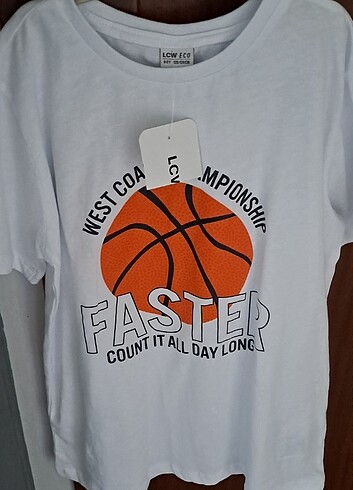 LCW ECO
LCW
WEST COA MPIONSHIP
FASTER
COUNT IT ALL DAY LONG